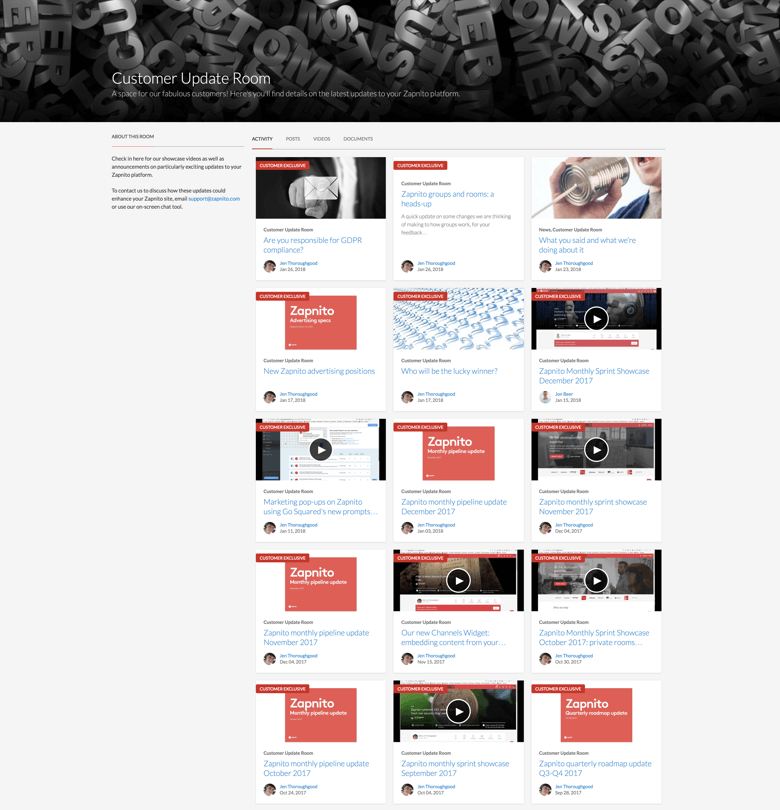 Customer Update Room
A space for our fabulous customers! Here's you'll find details on the latest updates to your Zapnito platform.
ABOUT THIS ROOM
Check in here for our showcase videos as well as
announcements on particularly exciting updates to your
Zapnito platform.
To contact us to discuss how these updates could
enhance your Zapnito site, email support@zapnito.com
or use our on-screen chat tool.
ACTIVITY POSTS VIDEOS DOCUMENTS
CUSTOMER EXCLUSIVE
Customer Update Room
Are you responsible for GDPR
compliance?
Jen Thoroughgood
Jan 26, 2018
CUSTOMER EXCLUSIVE
Customer Update Room
Zapnito groups and rooms: a
heads-up
A quick update on some changes we are thinking
of making to how groups work, for your
feedback...
Jen Thoroughgood
Jan 26, 2018
News, Customer Update Room
What you said and what we're
doing about it
Jen Thoroughgood
Jan 23, 2018
CUSTOMER EXCLUSIVE
Zapnito
Advertising specs
Customer Update Room
New Zapnito advertising positions
Jen Thoroughgood
Jan 17, 2018
CUSTOMER EXCLUSIVE
Customer Update Room
Who will be the lucky winner?
Jen Thoroughgood
Jan 17, 2018
CUSTOMER EXCLUSIVE
Customer Update Room
Zapnito Monthly Sprint Showcase
December 2017
Jon Beer
Jan 15, 2018
CUSTOMER EXCLUSIVE
Customer Update Room
Marketing pop-ups on Zapnito
using Go Squared's new prompts...
Jen Thoroughgood
Jan 11, 2018
CUSTOMER EXCLUSIVE
Zapnito
Monthly pipeline update
Customer Update Room
Zapnito monthly pipeline update
December 2017
Jen Thoroughgood
Jan 03, 2018
CUSTOMER EXCLUSIVE
Customer Update Room
Zapnito monthly sprint showcase
November 2017
Jen Thoroughgood
Dec 04, 2017
CUSTOMER EXCLUSIVE
Zapnito
Monthly pipeline update
Customer Update Room
Zapnito monthly pipeline update
November 2017
Jen Thoroughgood
Dec 04, 2017
CUSTOMER EXCLUSIVE
Customer Update Room
Our new Channels Widget:
embedding content from your...
Jen Thoroughgood
Nov 15, 2017
CUSTOMER EXCLUSIVE
Customer Update Room
Zapnito Monthly Sprint Showcase
October 2017: private rooms...
Jen Thoroughgood
Oct 30, 2017
CUSTOMER EXCLUSIVE
Zapnito
Monthly pipeline update
Customer Update Room
Zapnito monthly pipeline update
October 2017
Jen Thoroughgood
Oct 24, 2017
CUSTOMER EXCLUSIVE
Customer Update Room
Zapnito monthly sprint showcase
September 2017
Jen Thoroughgood
Oct 04, 2017
CUSTOMER EXCLUSIVE
Zapnito
Quarterly roadmap update
Customer Update Room
Zapnito quarterly roadmap update
Q3-Q4 2017
Jen Thoroughgood
Sep 28, 2017